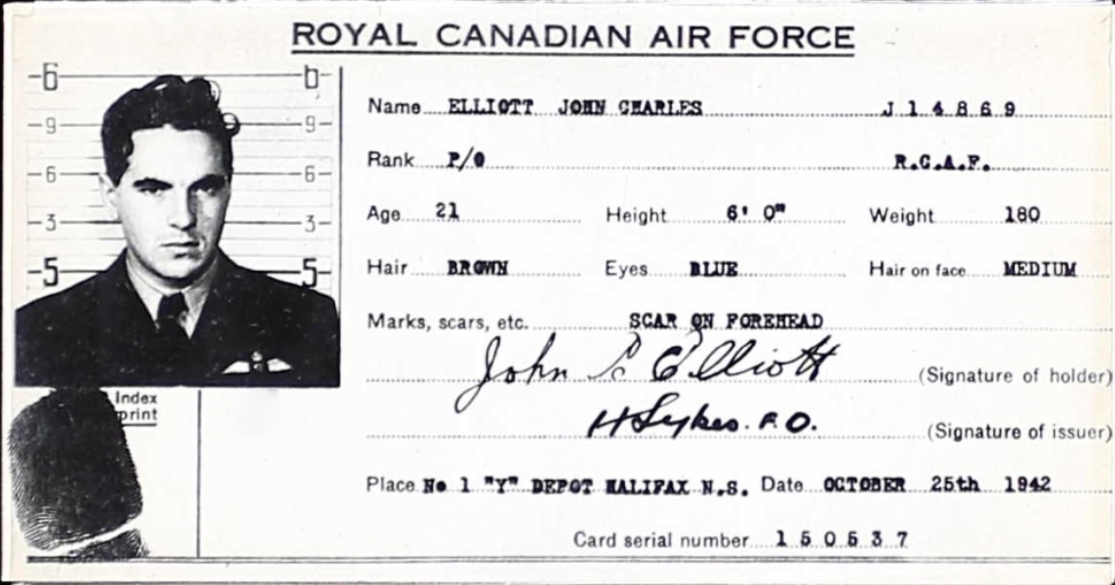 ROYAL CANADIAN AIR FORCE
Name ELLIOTT JOHN CHARLES J14869
Rank P/O R.C.A.F.
Age 21 Height 6' 0" Weight 180
Hair BROWN Eyes BLUE Hair on face MEDIUM
Marks, scars, etc. SCAR ON FOREHEAD
John C Elliott (Signature of holder)
H Sykes. F.O. (Signature of issuer)
Place No 1 "Y" DEPOT HALIFAX N.S. Date OCTOBER 25th 1942
Card serial number 150537
6 6
9 9
6 6
3 3
5 5
Index
print